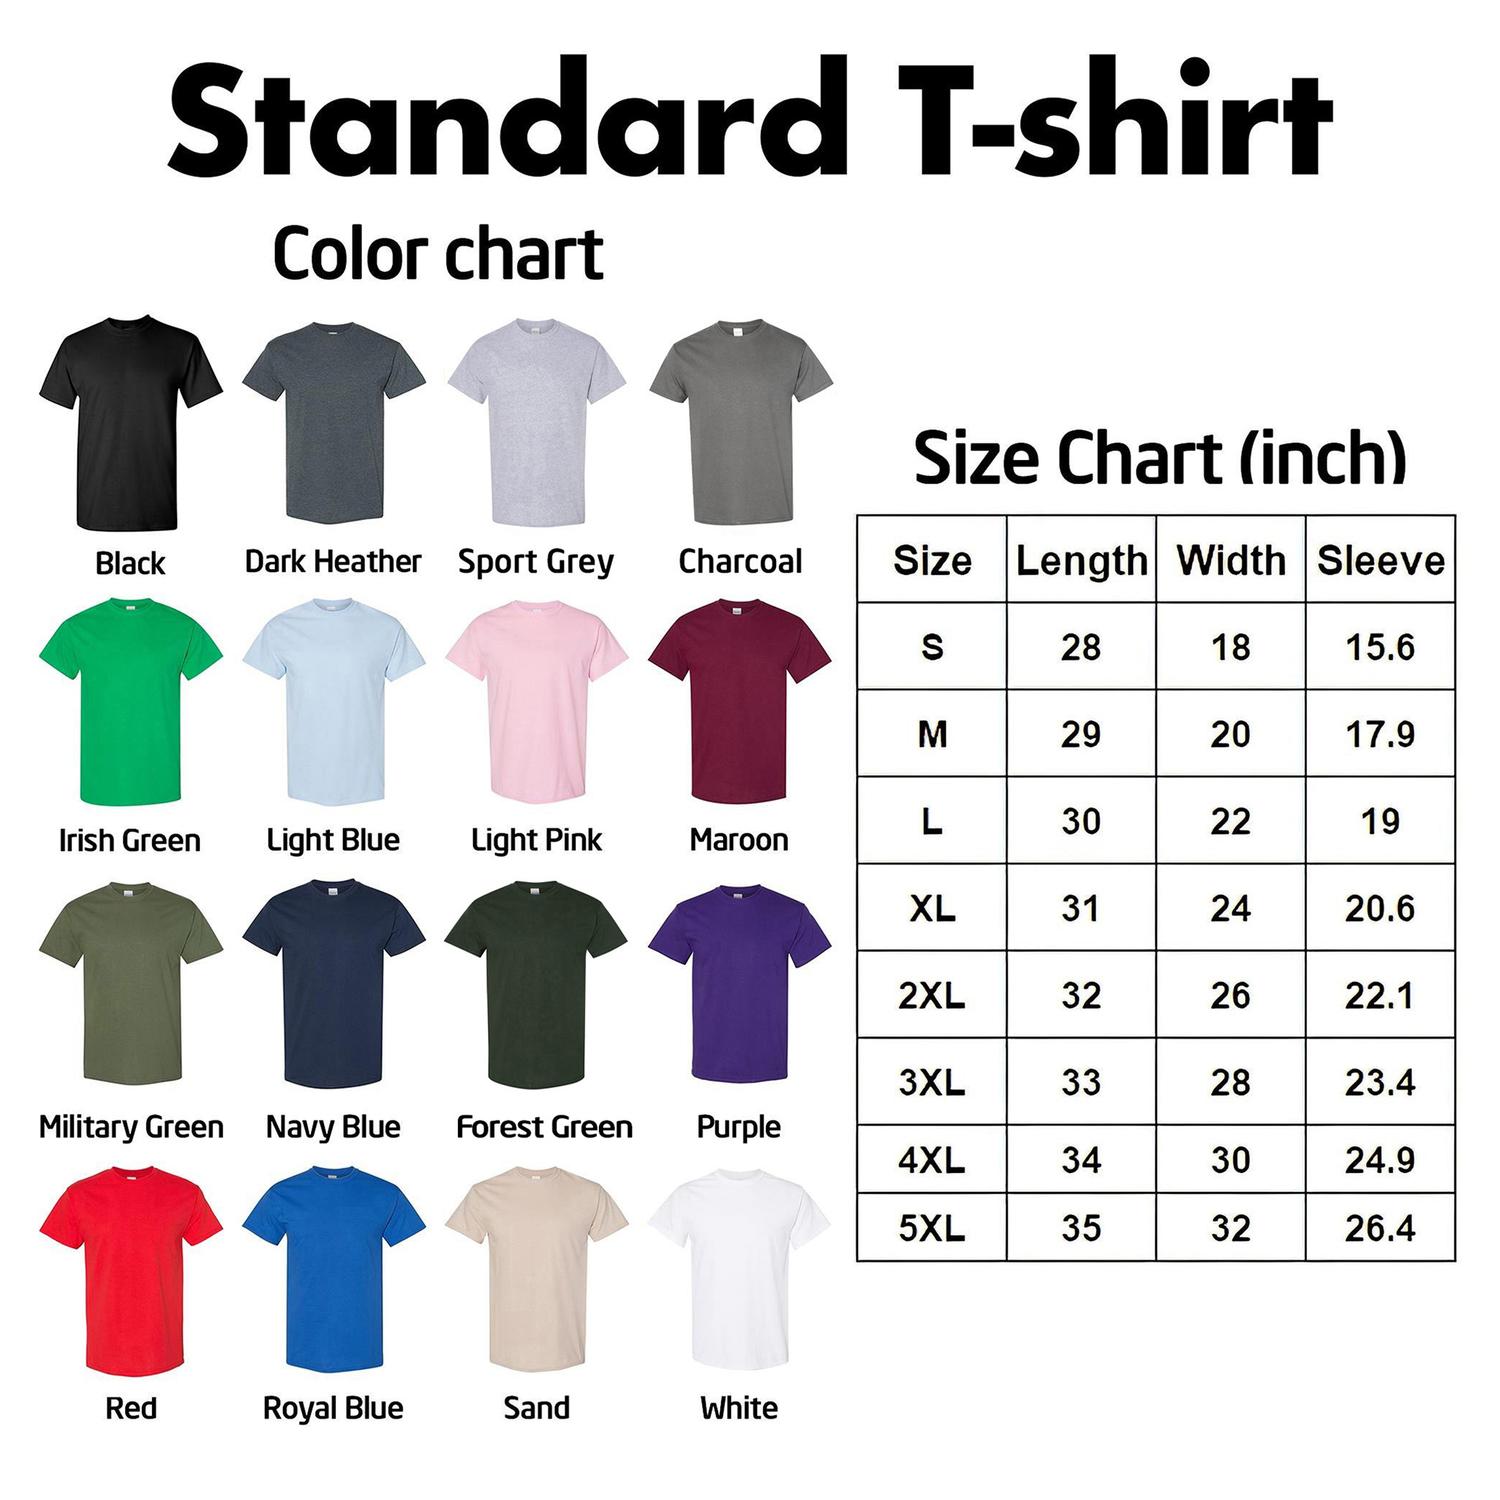 Standard T-shirt
Color chart
Black Dark Heather Sport Grey Charcoal
Irish Green Light Blue Light Pink Maroon
Military Green Navy Blue Forest Green Purple
Red Royal Blue Sand White
Size Chart (inch)
Size Length Width Sleeve
S 28 18 15.6
M 29 20 17.9
L 30 22 19
XL 31 24 20.6
2XL 32 26 22.1
3XL 33 28 23.4
4XL 34 30 24.9
5XL 35 32 26.4